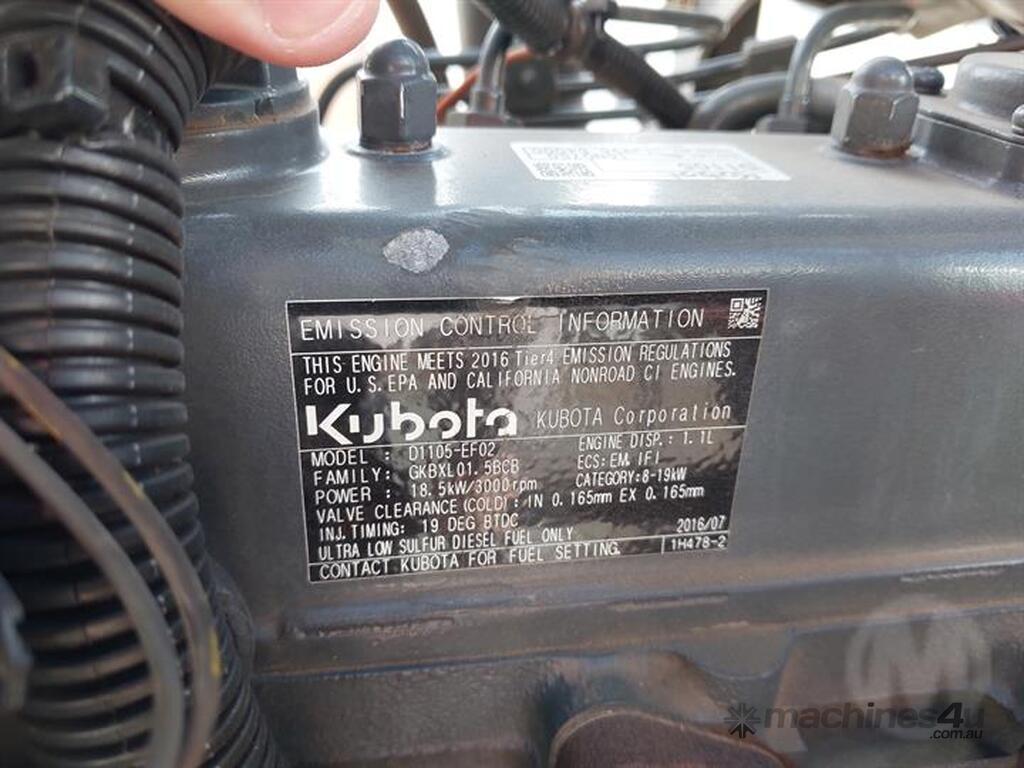 EMISSION CONTROL INFORMATION
THIS ENGINE MEETS 2016 Tier4 EMISSION REGULATIONS
FOR U.S.EPA AND CALIFORNIA NONROAD CI ENGINES.
Kubota KUBOTA Corporation
MODEL : D1105-EF02 ENGINE DISP.: 1.1L
FAMILY: GKBXL01.5BCB ECS: EM, IFI
POWER : 18.5kW/3000rpm CATEGORY:8-19kW
VALVE CLEARANCE (COLD): IN 0.165mm EX 0.165mm
INJ.TIMING: 19 DEG BTDC 2016/07
ULTRA LOW SULFUR DIESEL FUEL ONLY
CONTACT KUBOTA FOR FUEL SETTING. 1H478-2
M
machines4u
.com.au